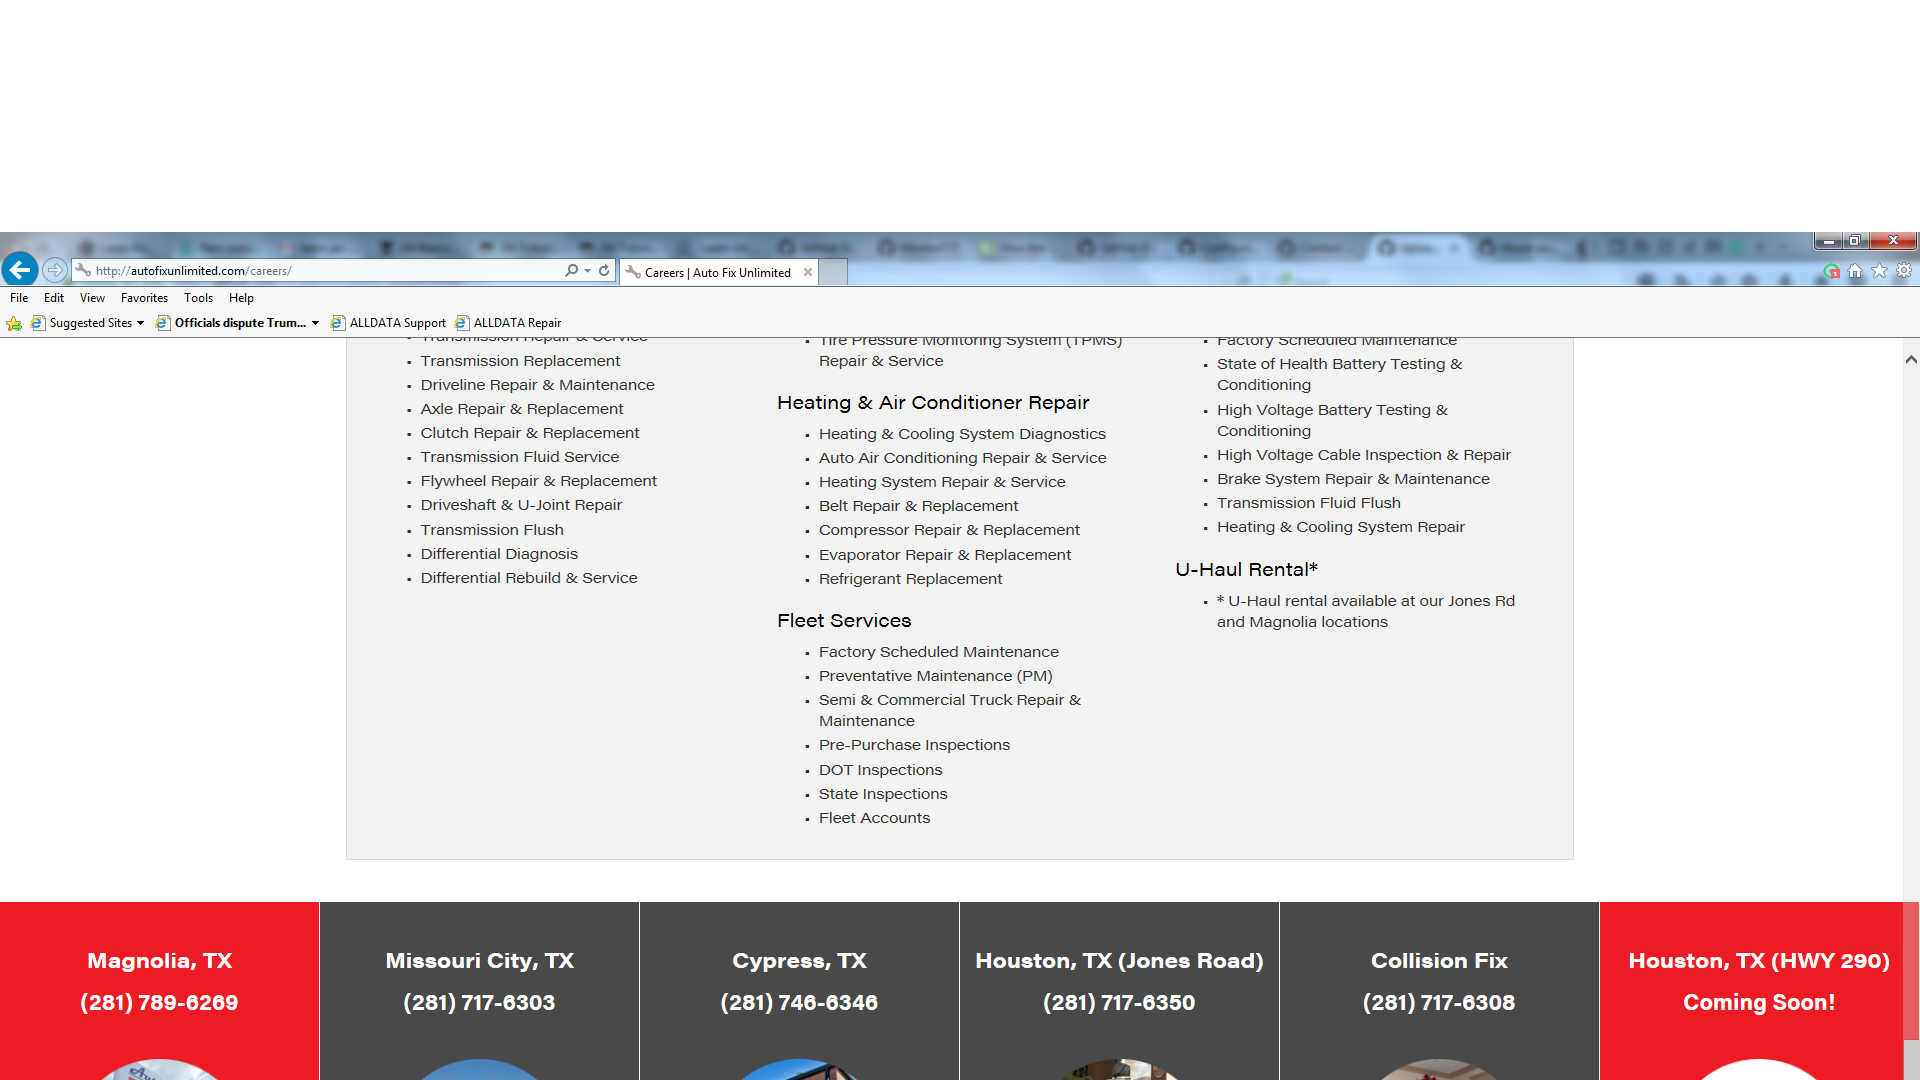 http://autofixunlimited.com/careers/
Careers | Auto Fix Unlimited
File Edit View Favorites Tools Help
Suggested Sites
Officials dispute Trum...
ALLDATA Support
ALLDATA Repair
Transmission Repair & Service
Transmission Replacement
Driveline Repair & Maintenance
Axle Repair & Replacement
Clutch Repair & Replacement
Transmission Fluid Service
Flywheel Repair & Replacement
Driveshaft & U-Joint Repair
Transmission Flush
Differential Diagnosis
Differential Rebuild & Service
Tire Pressure Monitoring System (TPMS)
Repair & Service
Heating & Air Conditioner Repair
Heating & Cooling System Diagnostics
Auto Air Conditioning Repair & Service
Heating System Repair & Service
Belt Repair & Replacement
Compressor Repair & Replacement
Evaporator Repair & Replacement
Refrigerant Replacement
Fleet Services
Factory Scheduled Maintenance
Preventative Maintenance (PM)
Semi & Commercial Truck Repair &
Maintenance
Pre-Purchase Inspections
DOT Inspections
State Inspections
Fleet Accounts
Factory Scheduled Maintenance
State of Health Battery Testing &
Conditioning
High Voltage Battery Testing &
Conditioning
High Voltage Cable Inspection & Repair
Brake System Repair & Maintenance
Transmission Fluid Flush
Heating & Cooling System Repair
U-Haul Rental*
* U-Haul rental available at our Jones Rd
and Magnolia locations
Magnolia, TX
(281) 789-6269
Missouri City, TX
(281) 717-6303
Cypress, TX
(281) 746-6346
Houston, TX (Jones Road)
(281) 717-6350
Collision Fix
(281) 717-6308
Houston, TX (HWY 290)
Coming Soon!